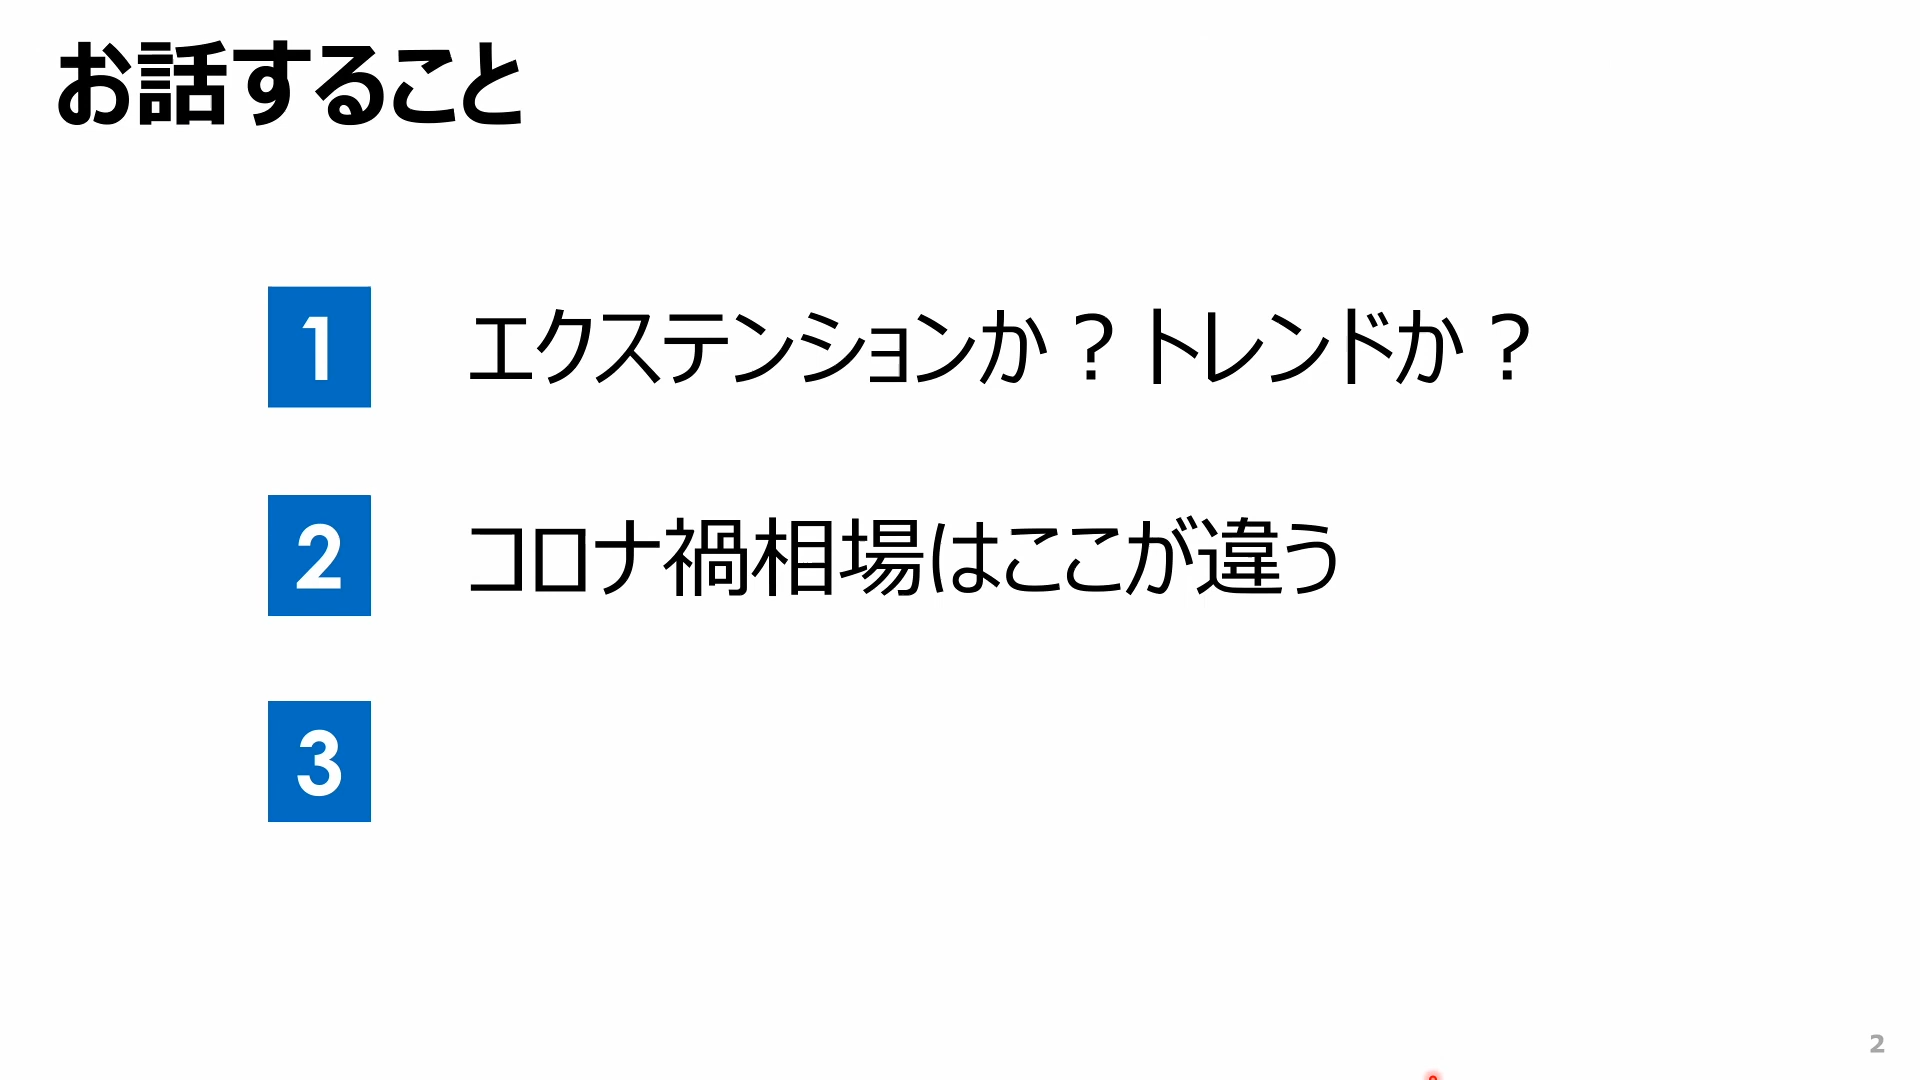 お話すること
1 エクステンションか？トレンドか？
2 コロナ禍相場はここが違う
3
2